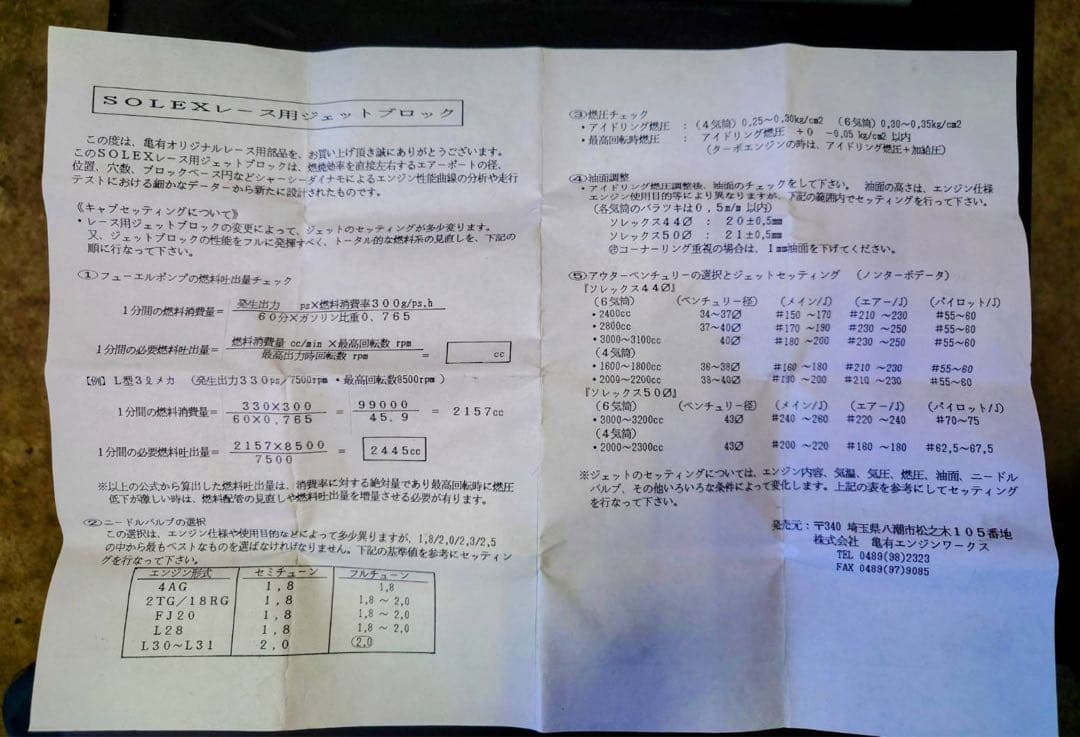 SOLEXレース用ジェットブロック
この度は、亀有オリジナルレース用部品を、お買い上げ頂き誠にありがとうございます。
このSOLEXレース用ジェットブロックは、燃焼効率を直接左右するエアーポートの径、
位置、穴数、ブロックベース円などシャーシーダイナモによるエンジン性能曲線の分析や走行
テストにおける細かなデーターから新たに設計されたものです。
《キャブセッティングについて》
・レース用ジェットブロックの変更によって、ジェットのセッティングが多少変ります。
又、ジェットブロックの性能をフルに発揮すべく、トータル的な燃料系の見直しを、下記の
順に行なって下さい。
①フューエルポンプの燃料吐出量チェック
1分間の燃料消費量= 発生出力 ps×燃料消費率300g/ps.h
60分×ガソリン比重0,765
1分間の必要燃料吐出量= 燃料消費量 cc/min ×最高回転数 rpm
最高出力時回転数 rpm
= cc
【例】L型3ℓメカ (発生出力330ps/7500rpm ・最高回転数8500rpm)
1分間の燃料消費量= 330×300 = 99000 = 2157cc
60×0,765 45.9
1分間の必要燃料吐出量= 2157×8500 = 2445cc
7500
※以上の公式から算出した燃料吐出量は、消費率に対する絶対量であり最高回転時に燃圧
低下が激しい時は、燃料配管の見直しや燃料吐出量を増量させる必要が有ります。
②ニードルバルブの選択
この選択は、エンジン仕様や使用目的などによって多少異りますが、1,8/2,0/2,3/2,5
の中から最もベストなものを選ばなければなりません。下記の基準値を参考にセッティン
グを行なって下さい。
エンジン形式 セミチューン フルチューン
4AG 1,8 1,8
2TG/18RG 1,8 1,8 ~ 2,0
FJ20 1,8 1,8 ~ 2,0
L28 1,8 1,8 ~ 2,0
L30~L31 2,0 2,0
③燃圧チェック
・アイドリング燃圧 : (4気筒) 0,25~0,30kg/cm2 (6気筒) 0,30~0,35kg/cm2
・最高回転時燃圧 : アイドリング燃圧 +0 -0,05 kg/cm2 以内
(ターボエンジンの時は、アイドリング燃圧+加給圧)
④油面調整
・アイドリング燃圧調整後、油面のチェックをして下さい。 油面の高さは、エンジン仕様
エンジン使用目的等により異なりますが、下記の範囲内でセッティングを行って下さい。
(各気筒のバラツキは0,5m/m 以内)
ソレックス44Ø : 20±0,5mm
ソレックス50Ø : 21±0,5mm
㊟コーナーリング重視の場合は、1mm油面を下げてください。
⑤アウターベンチュリーの選択とジェットセッティング (ノンターボデータ)
『ソレックス44Ø』
(6気筒) (ベンチュリー径) (メイン/J) (エアー/J) (パイロット/J)
・2400cc 34~37Ø #150 ~170 #210 ~230 #55~60
・2800cc 37~40Ø #170 ~190 #230 ~250 #55~60
・3000~3100cc 40Ø #180 ~200 #230 ~250 #55~60
(4気筒)
・1600~1800cc 36~38Ø #160 ~180 #210 ~230 #55~60
・2000~2200cc 38~40Ø #180 ~200 #210 ~230 #55~60
『ソレックス50Ø』
(6気筒) (ベンチュリー径) (メイン/J) (エアー/J) (パイロット/J)
・3000~3200cc 43Ø #240 ~260 #220 ~240 #70~75
(4気筒)
・2000~2300cc 43Ø #200 ~220 #160 ~180 #62,5~67,5
※ジェットのセッティングについては、エンジン内容、気温、気圧、燃圧、油面、ニードル
バルブ、その他いろいろな条件によって変化します。上記の表を参考にしてセッティング
を行なって下さい。
発売元:〒340 埼玉県八潮市松之木105番地
株式会社 亀有エンジンワークス
TEL 0489(98)2323
FAX 0489(97)9085